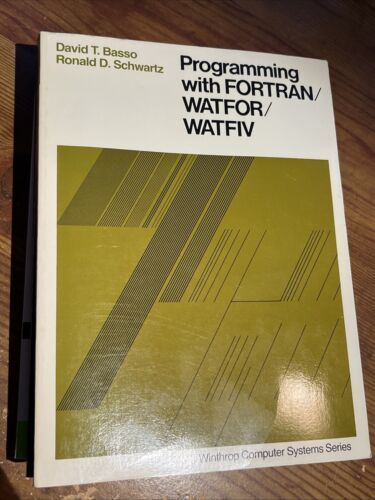 David T. Basso
Ronald D. Schwartz
Programming
with FORTRAN/
WATFOR/
WATFIV
Winthrop Computer Systems Series